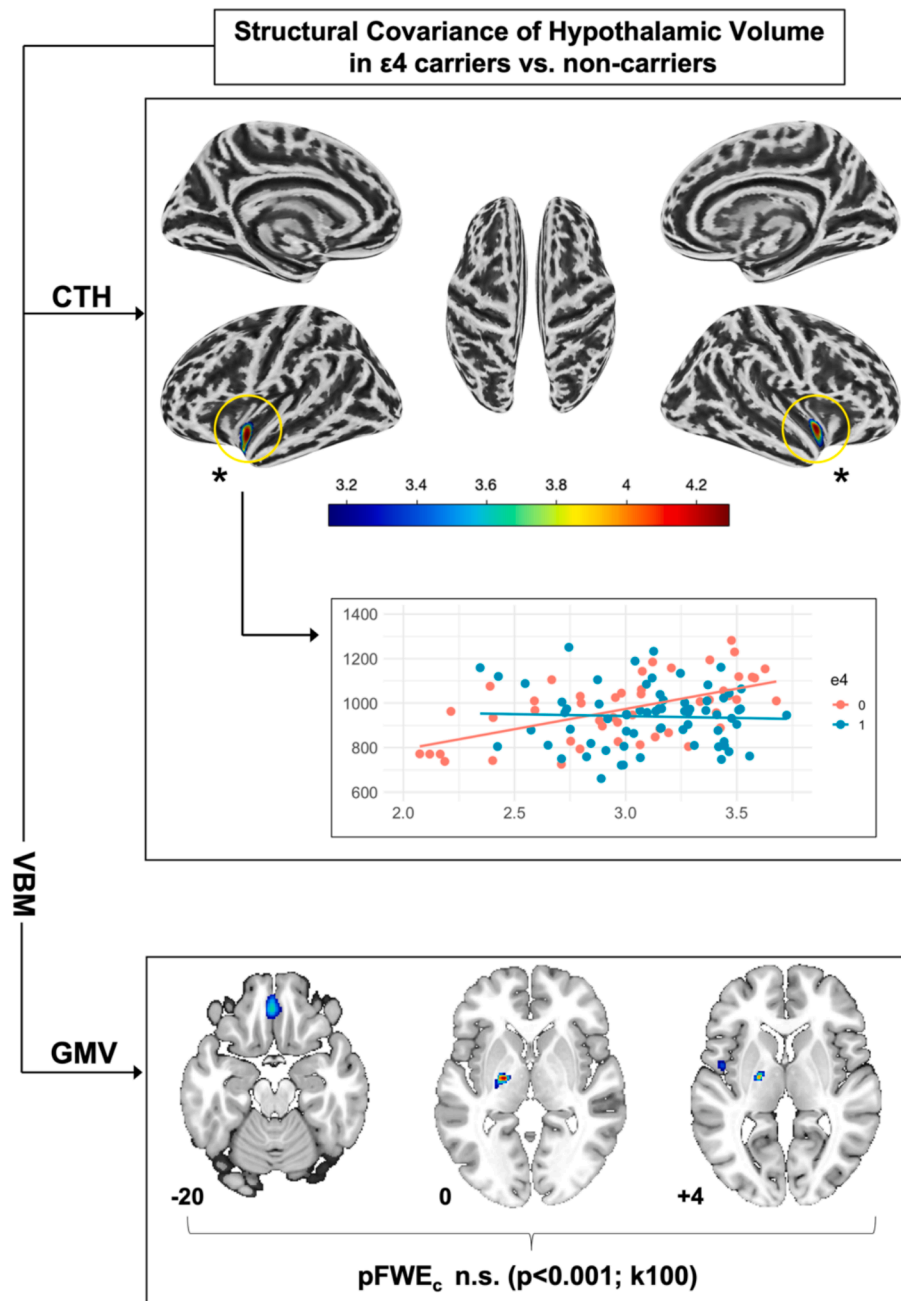 Structural Covariance of Hypothalamic Volume
in ε4 carriers vs. non-carriers
CTH
*
*
3.2 3.4 3.6 3.8 4 4.2
1400
1200
1000
800
600
2.0 2.5 3.0 3.5
e4
0
1
VBM
GMV
-20
0
+4
pFWEc n.s. (p<0.001; k100)